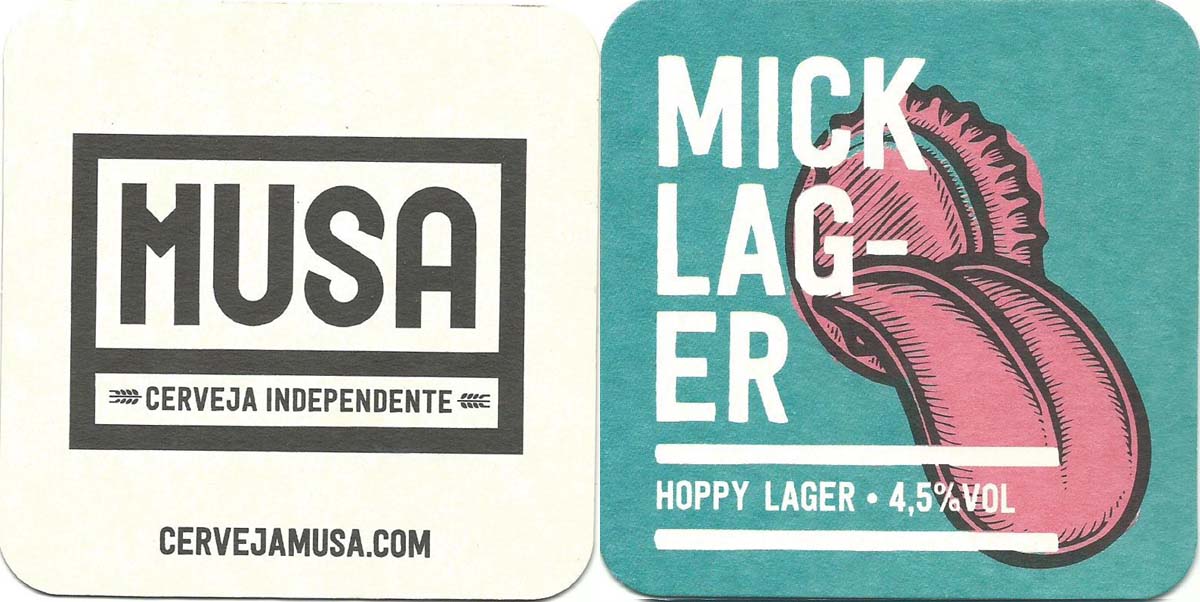 MUSA
CERVEJA INDEPENDENTE
CERVEJAMUSA.COM
MICK
LAG-
ER
HOPPY LAGER • 4,5%VOL